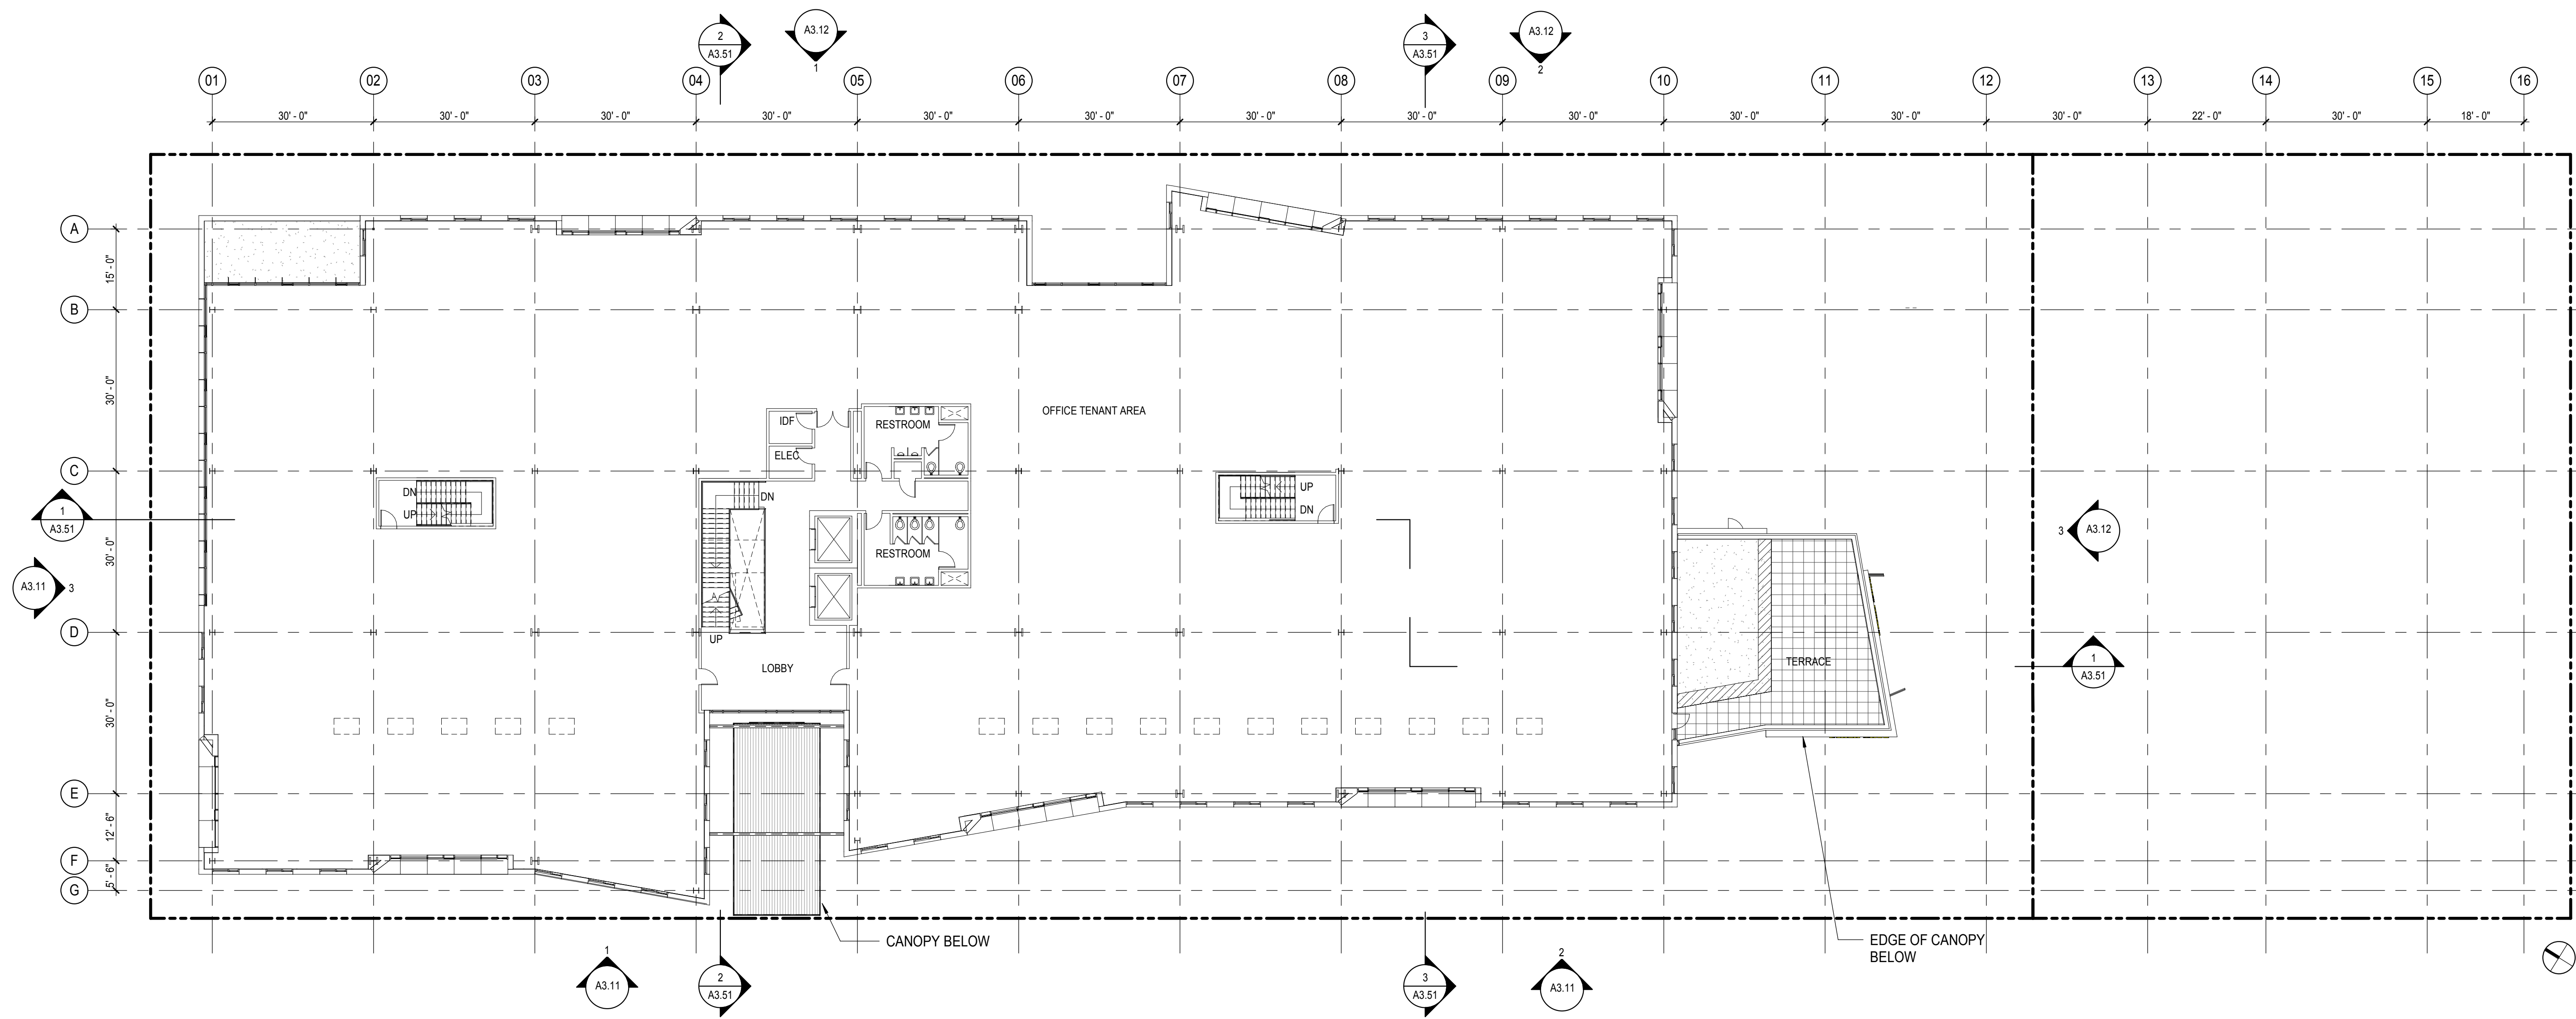 2
A3.51
A3.12
1
3
A3.51
A3.12
2
01 02 03 04 05 06 07 08 09 10 11 12 13 14 15 16
30' - 0" 30' - 0" 30' - 0" 30' - 0" 30' - 0" 30' - 0" 30' - 0" 30' - 0" 30' - 0" 30' - 0" 30' - 0" 30' - 0" 22' - 0" 30' - 0" 18' - 0"
A
15' - 0"
B
30' - 0"
C
30' - 0"
D
30' - 0"
E
12' - 6"
F
5' - 6"
G
OFFICE TENANT AREA
IDF
RESTROOM
ELEC
DN
UP
DN
UP
DN
1
A3.51
A3.11
3
RESTROOM
3
A3.12
UP
LOBBY
TERRACE
1
A3.51
CANOPY BELOW
EDGE OF CANOPY
BELOW
1
A3.11
2
A3.51
3
A3.51
2
A3.11